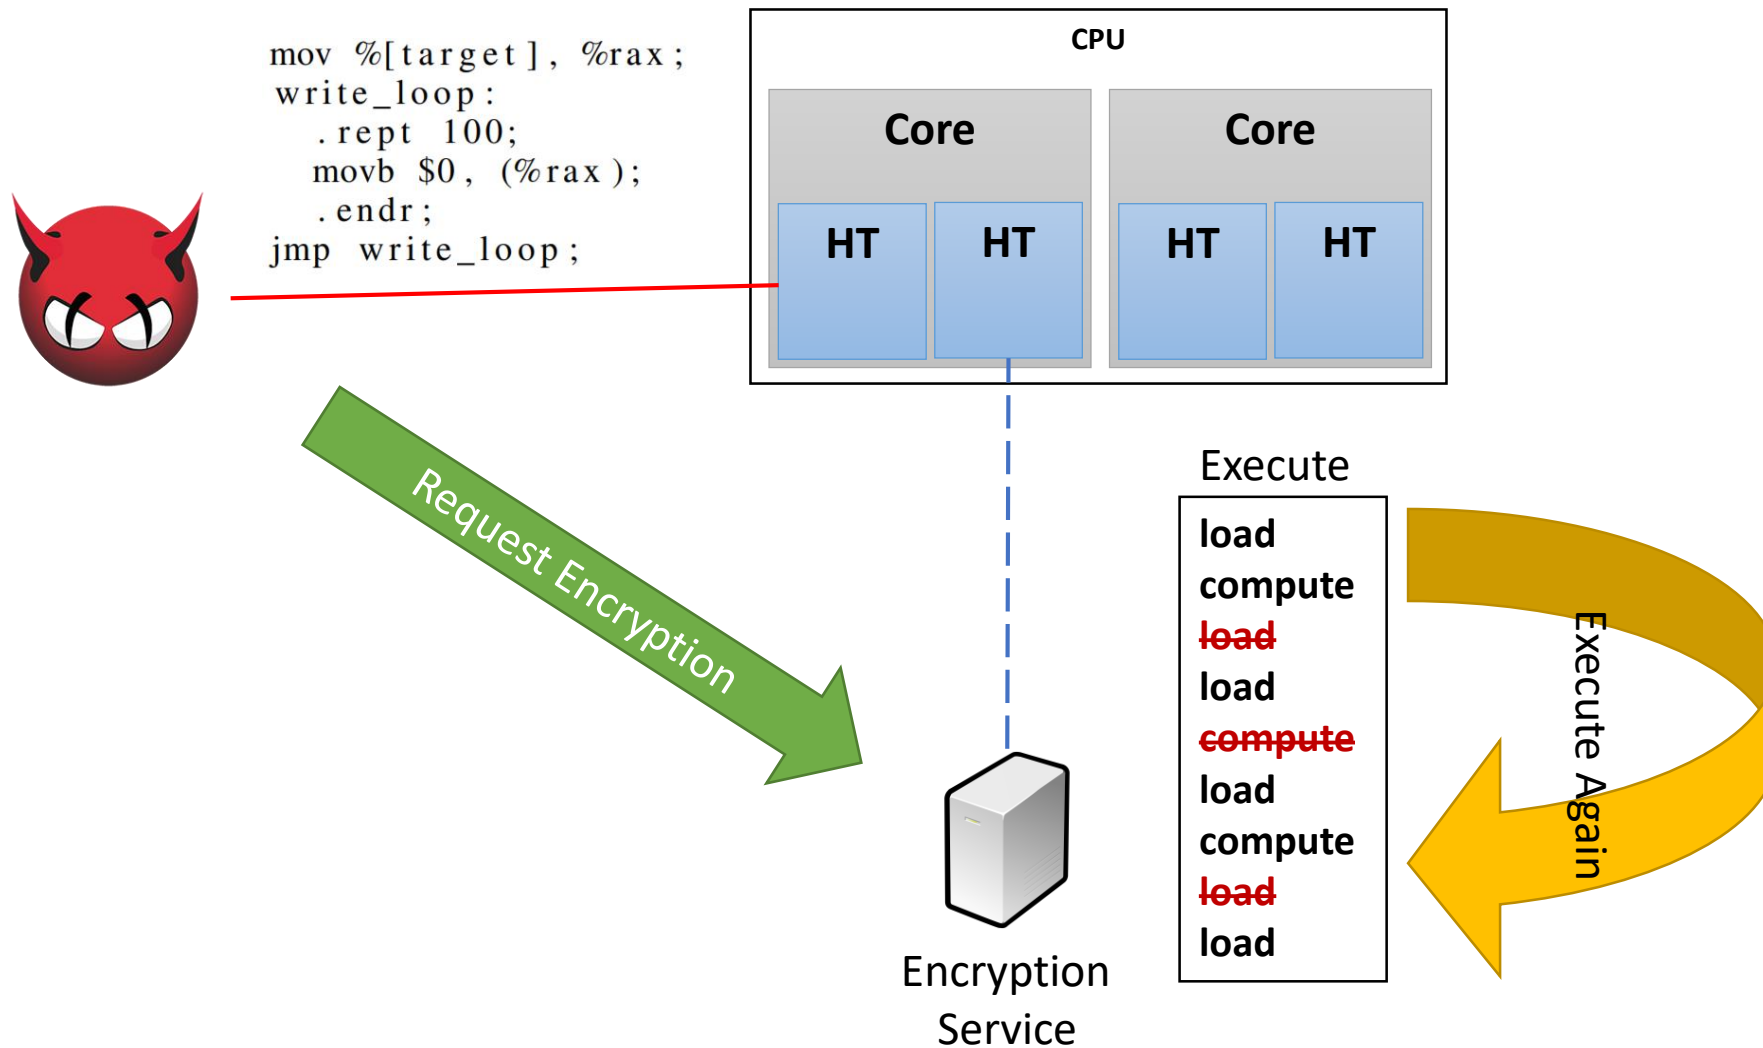 mov %[target], %rax;
write_loop:
.rept 100;
movb $0, (%rax);
.endr;
jmp write_loop;
CPU
Core
Core
HT
HT
HT
HT
Request Encryption
Execute
load
compute
load
load
compute
load
compute
load
load
Execute Again
Encryption
Service